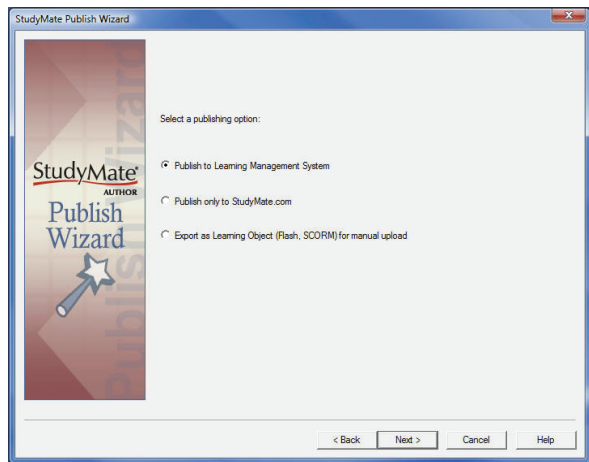 StudyMate Publish Wizard
Select a publishing option:
Publish to Learning Management System
Publish only to StudyMate.com
Export as Learning Object (Flash, SCORM) for manual upload
StudyMate®
AUTHOR
Publish
Wizard
Publish Wizard
< Back Next > Cancel Help